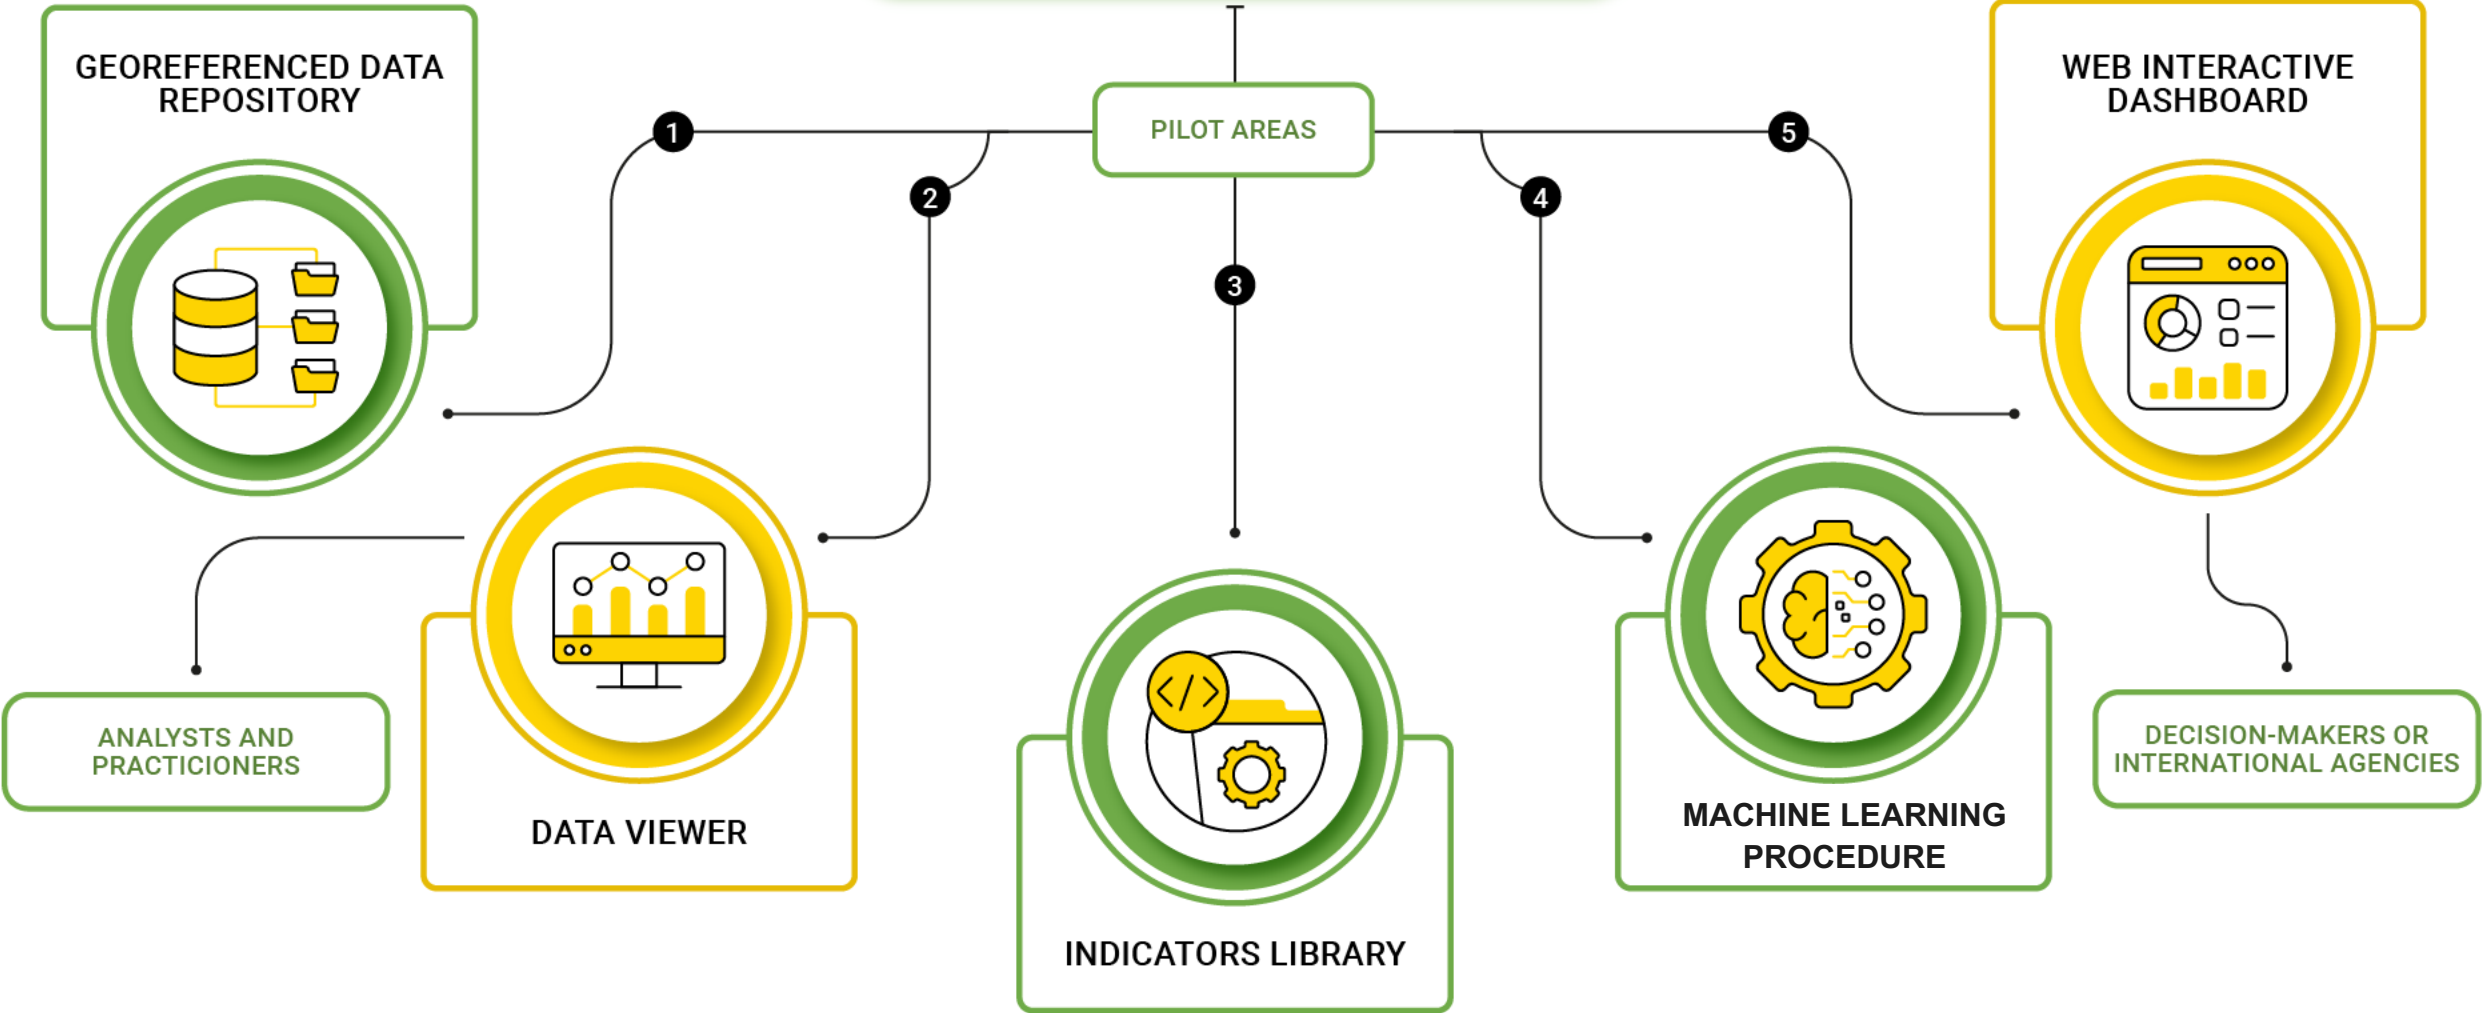 GEOREFERENCED DATA
REPOSITORY
PILOT AREAS
WEB INTERACTIVE
DASHBOARD
1
2
3
4
5
</>
ANALYSTS AND
PRACTICIONERS
DATA VIEWER
INDICATORS LIBRARY
MACHINE LEARNING
PROCEDURE
DECISION-MAKERS OR
INTERNATIONAL AGENCIES